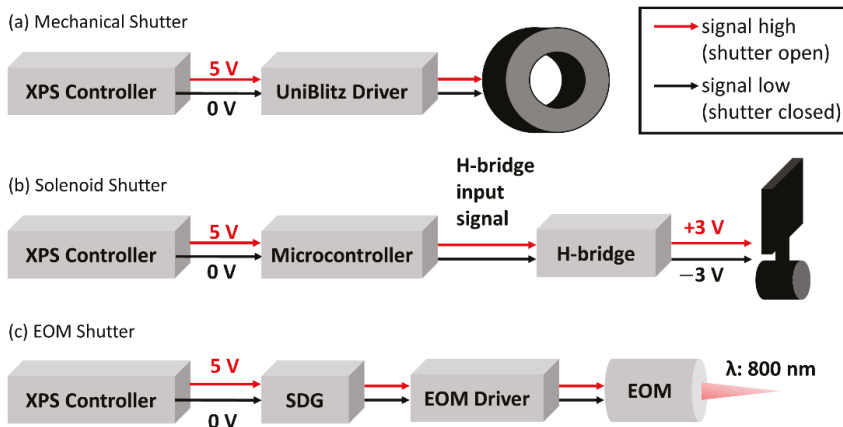 (a) Mechanical Shutter
XPS Controller
5 V
0 V
UniBlitz Driver
signal high
(shutter open)
signal low
(shutter closed)
(b) Solenoid Shutter
XPS Controller
5 V
0 V
Microcontroller
H-bridge
input
signal
H-bridge
+3 V
−3 V
(c) EOM Shutter
XPS Controller
5 V
0 V
SDG
EOM Driver
EOM
λ: 800 nm